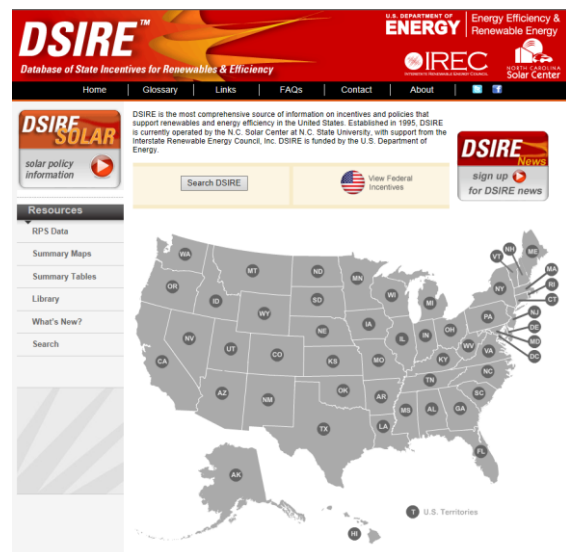 DSIRE™
Database of State Incentives for Renewables & Efficiency
U.S. DEPARTMENT OF
ENERGY
Energy Efficiency &
Renewable Energy
IREC
INTERSTATE RENEWABLE ENERGY COUNCIL
NORTH CAROLINA
Solar Center
Home | Glossary | Links | FAQs | Contact | About
DSIRE
SOLAR
solar policy
information
DSIRE is the most comprehensive source of information on incentives and policies that
support renewables and energy efficiency in the United States. Established in 1995, DSIRE
is currently operated by the N.C. Solar Center at N.C. State University, with support from the
Interstate Renewable Energy Council, Inc. DSIRE is funded by the U.S. Department of
Energy.
Search DSIRE
View Federal
Incentives
DSIRE
News
sign up
for DSIRE news
Resources
RPS Data
Summary Maps
Summary Tables
Library
What's New?
Search
WA
MT
ND
MN
VT
NH
ME
OR
ID
SD
WI
MI
NY
MA
RI
CT
WY
NE
IA
IL
IN
OH
PA
NJ
DE
MD
DC
NV
UT
CO
KS
MO
KY
WV
VA
CA
AZ
NM
OK
AR
TN
NC
SC
TX
LA
MS
AL
GA
FL
AK
HI
T U.S. Territories